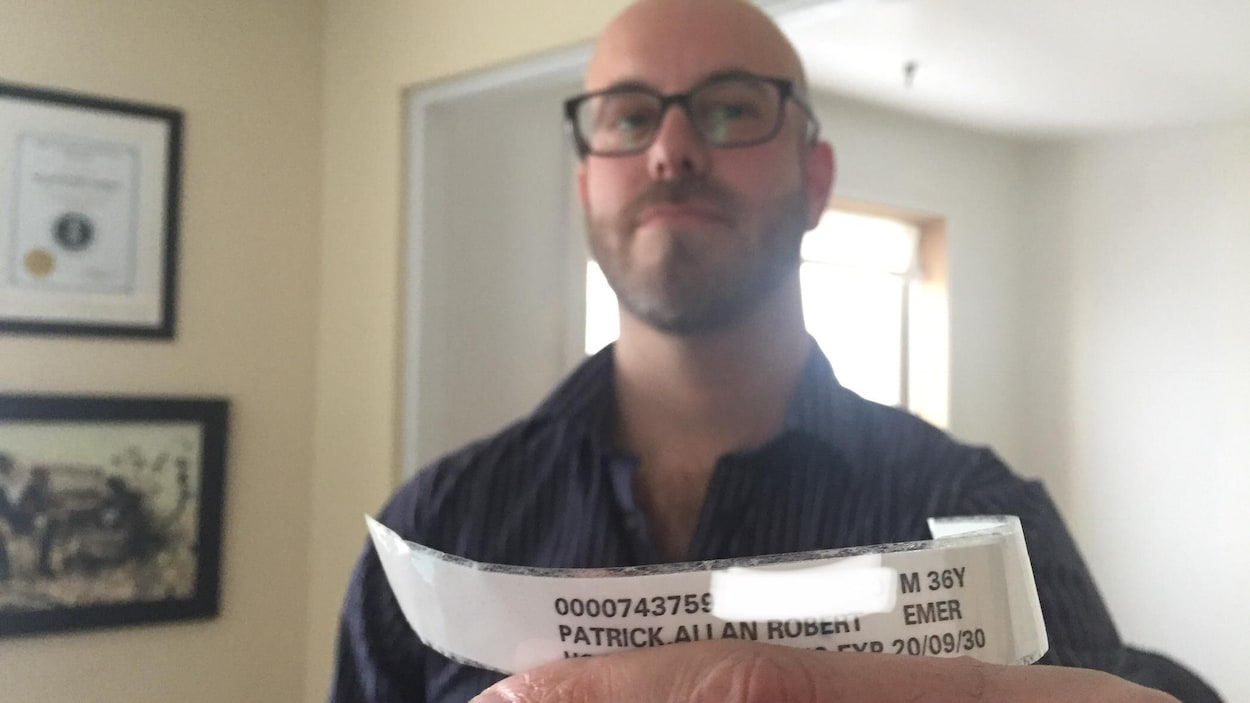 0000743759 M 36Y
PATRICK,ALLAN ROBERT EMER
EXP 20/09/30